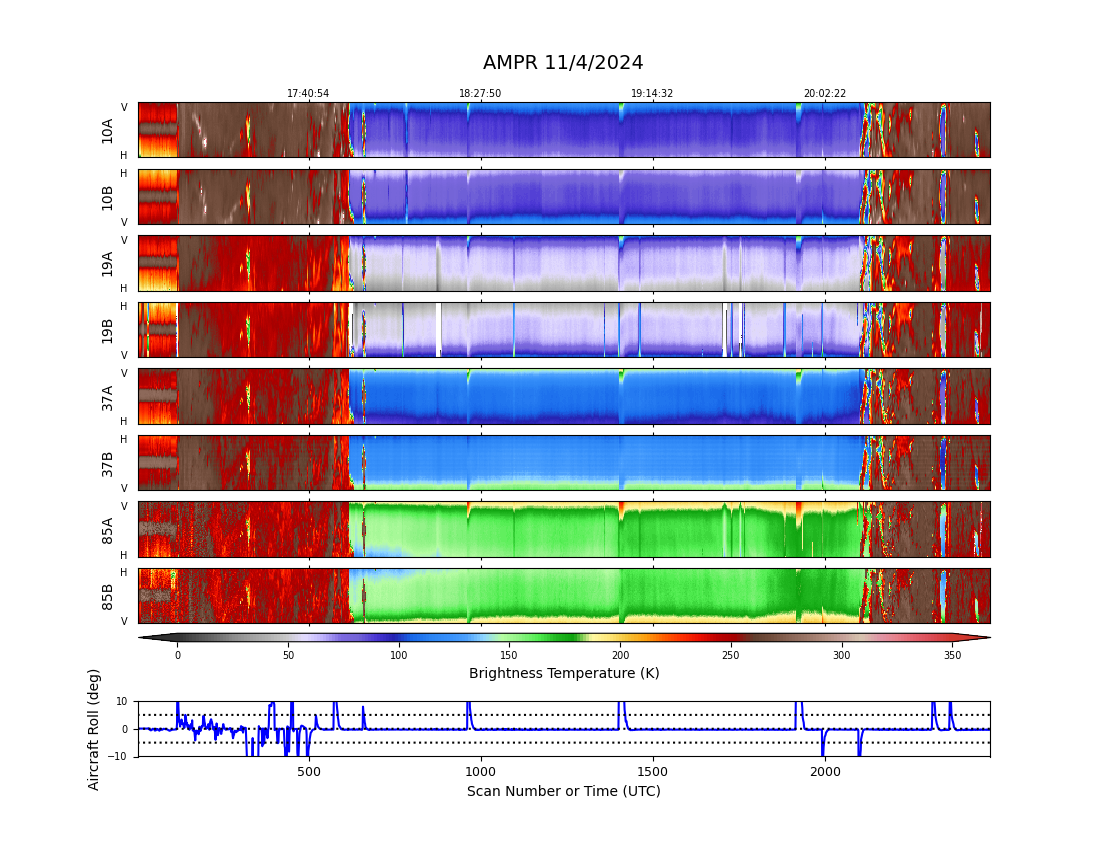 AMPR 11/4/2024
17:40:54 18:27:50 19:14:32 20:02:22
V
10A
H
H
10B
V
V
19A
H
H
19B
V
V
37A
H
H
37B
V
V
85A
H
H
85B
V
0 50 100 150 200 250 300 350
Brightness Temperature (K)
Aircraft Roll (deg)
10
0
−10
500 1000 1500 2000
Scan Number or Time (UTC)